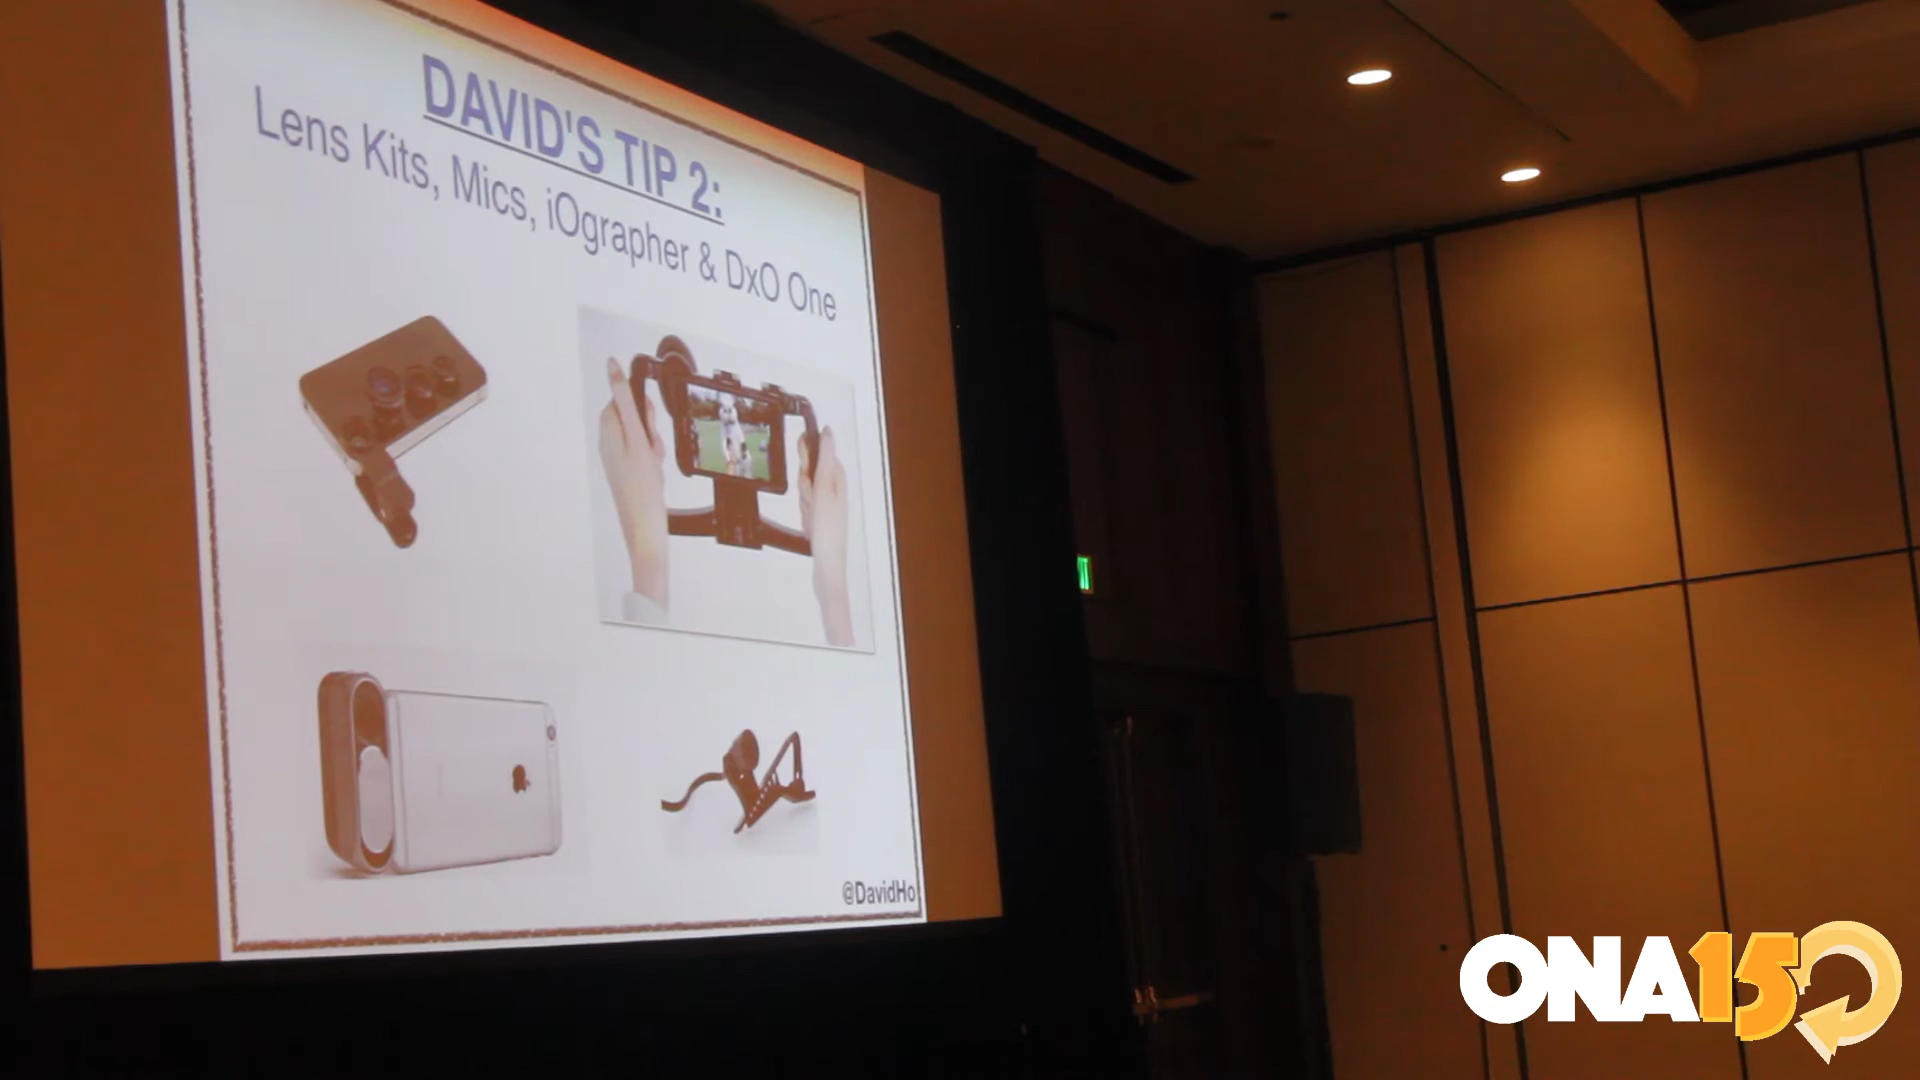 DAVID'S TIP 2:
Lens Kits, Mics, iOgrapher & DxO One
@DavidHo
ONA15